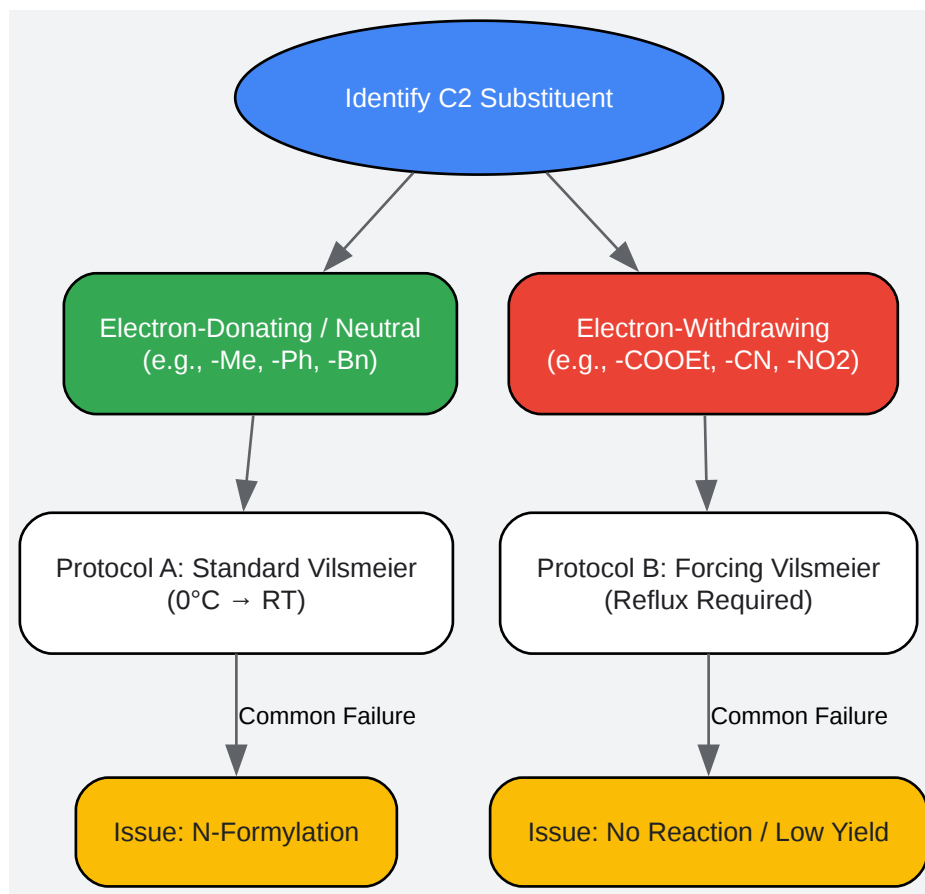 Identify C2 Substituent
Electron-Donating / Neutral
(e.g., -Me, -Ph, -Bn)
Electron-Withdrawing
(e.g., -COOEt, -CN, -NO2)
Protocol A: Standard Vilsmeier
(0°C → RT)
Protocol B: Forcing Vilsmeier
(Reflux Required)
Common Failure
Common Failure
Issue: N-Formylation
Issue: No Reaction / Low Yield